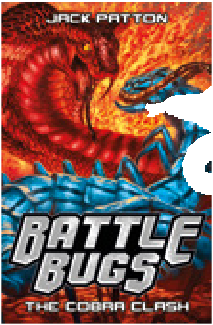 JACK PATTON
BATTLE
BUGS
THE COBRA CLASH